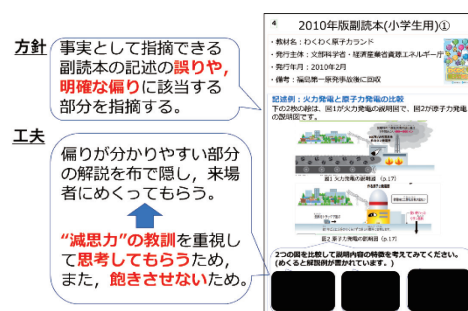 方針
事実として指摘できる
副読本の記述の誤りや,
明確な偏りに該当する
部分を指摘する。
工夫
偏りが分かりやすい部分
の解説を布で隠し,来場
者にめくってもらう。
“減思力”の教訓を重視し
て思考してもらうため,
また,飽きさせないため。
4
2010年版副読本(小学生用)①
・教材名:わくわく原子力ランド
・発行主体:文部科学省・経済産業省資源エネルギー庁
・発行年月:2010年2月
・備考:福島第一原発事故後に回収
記述例:火力発電と原子力発電の比較
下の2枚の絵は、図1が火力発電の説明図で、図2が原子力発電
の説明図です。
図1 火力発電の説明図(p.17)
図2 原子力発電の説明図(p.17)
2つの図を比較して説明内容の特徴を考えてみてください。
(めくると解説例が書かれています。)